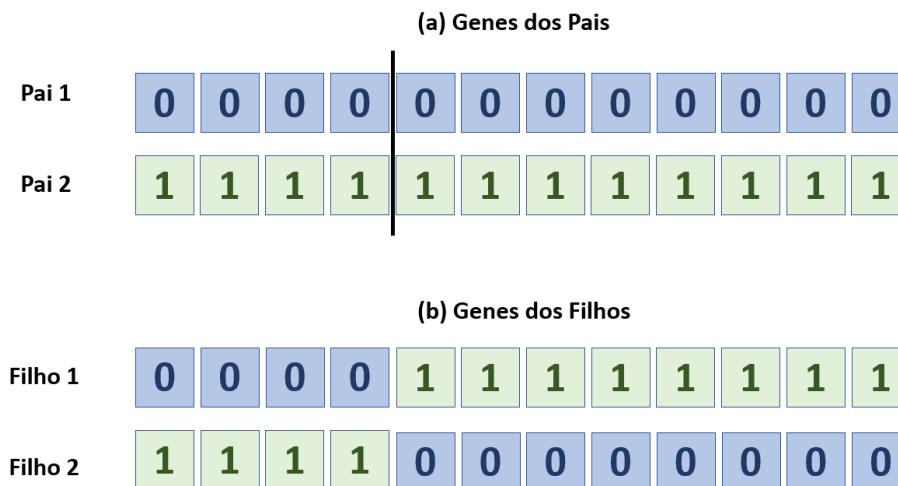 (a) Genes dos Pais
Pai 1 0 0 0 0 0 0 0 0 0 0 0 0
Pai 2 1 1 1 1 1 1 1 1 1 1 1 1
(b) Genes dos Filhos
Filho 1 0 0 0 0 1 1 1 1 1 1 1 1
Filho 2 1 1 1 1 0 0 0 0 0 0 0 0